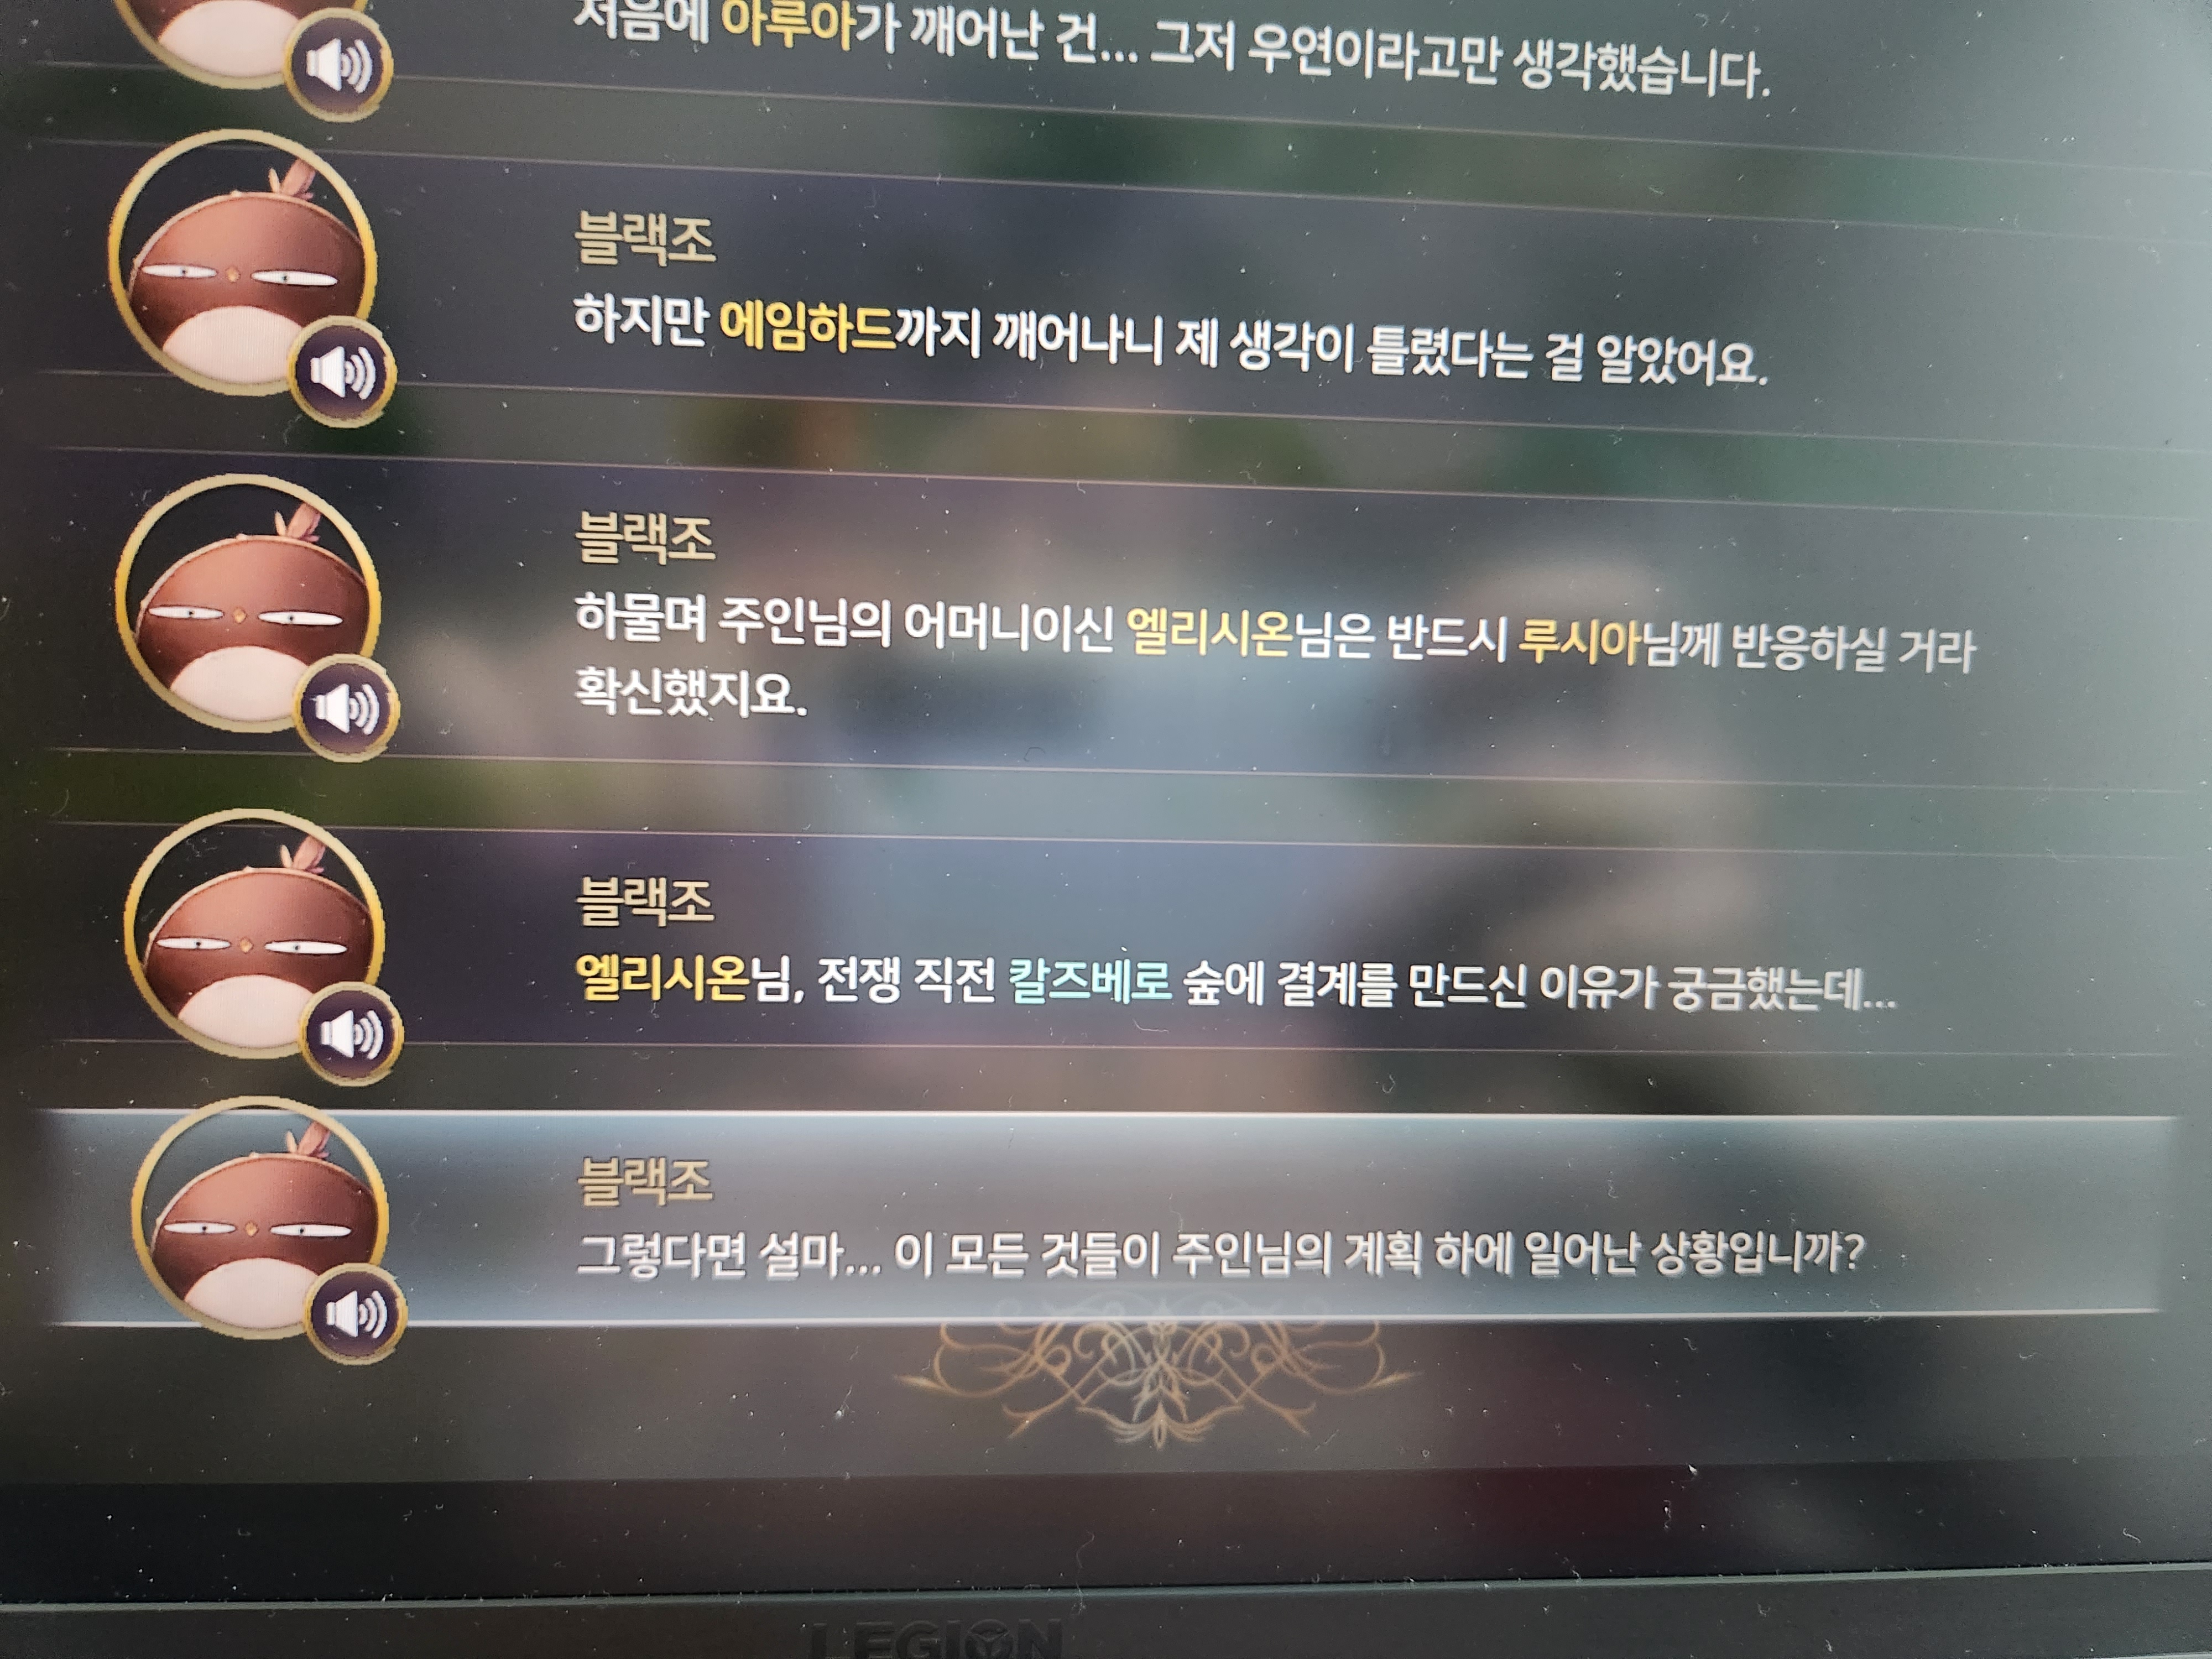 처음에 아루아가 깨어난 건... 그저 우연이라고만 생각했습니다.
블랙조
하지만 에임하드까지 깨어나니 제 생각이 틀렸다는 걸 알았어요.
블랙조
하물며 주인님의 어머니이신 엘리시온님은 반드시 루시아님께 반응하실 거라
확신했지요.
블랙조
엘리시온님, 전쟁 직전 칼즈베로 숲에 결계를 만드신 이유가 궁금했는데...
블랙조
그렇다면 설마... 이 모든 것들이 주인님의 계획 하에 일어난 상황입니까?
LEGION